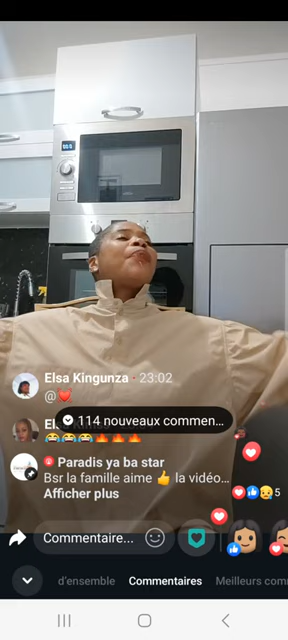 Elsa Kingunza · 23:02
@❤️
114 nouveaux commen...
😂😂😂🔥🔥🔥
Paradis ya ba star
Bsr la famille aime 👍 la vidéo...
Afficher plus
5
Commentaire...
d'ensemble Commentaires Meilleurs com